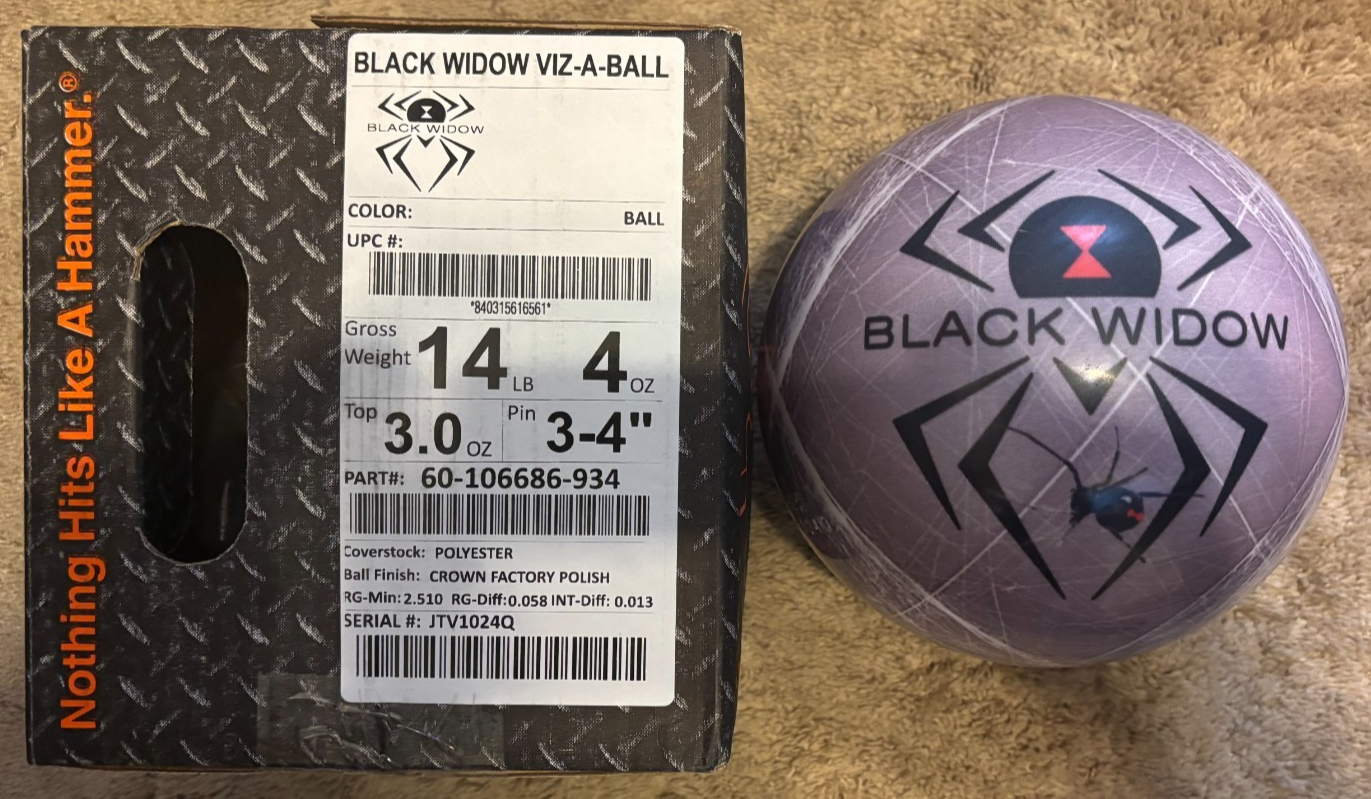 Nothing Hits Like A Hammer.®
BLACK WIDOW VIZ-A-BALL
BLACK WIDOW
COLOR: BALL
UPC #:
*840315616561*
Gross Weight 14 LB 4 OZ
Top 3.0 OZ Pin 3-4"
PART#: 60-106686-934
Coverstock: POLYESTER
Ball Finish: CROWN FACTORY POLISH
RG-Min: 2.510 RG-Diff: 0.058 INT-Diff: 0.013
SERIAL #: JTV1024Q
BLACK WIDOW